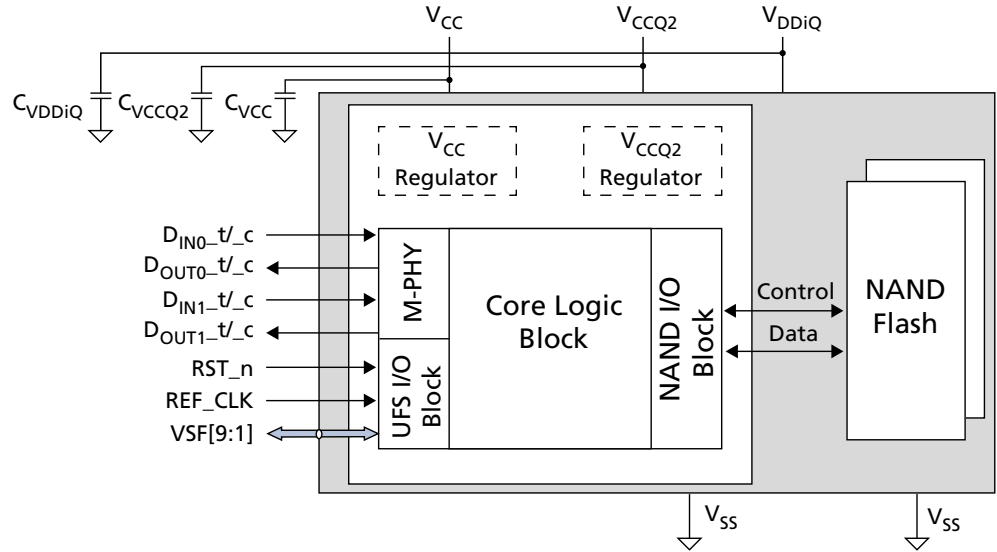 VCC
VCCQ2
VDDiQ
CVDDiQ
CVCCQ2
CVCC
VCC
Regulator
VCCQ2
Regulator
DIN0_t/_c
DOUT0_t/_c
DIN1_t/_c
DOUT1_t/_c
RST_n
REF_CLK
VSF[9:1]
M-PHY
UFS I/O
Block
Core Logic
Block
NAND I/O
Block
Control
Data
NAND
Flash
VSS
VSS